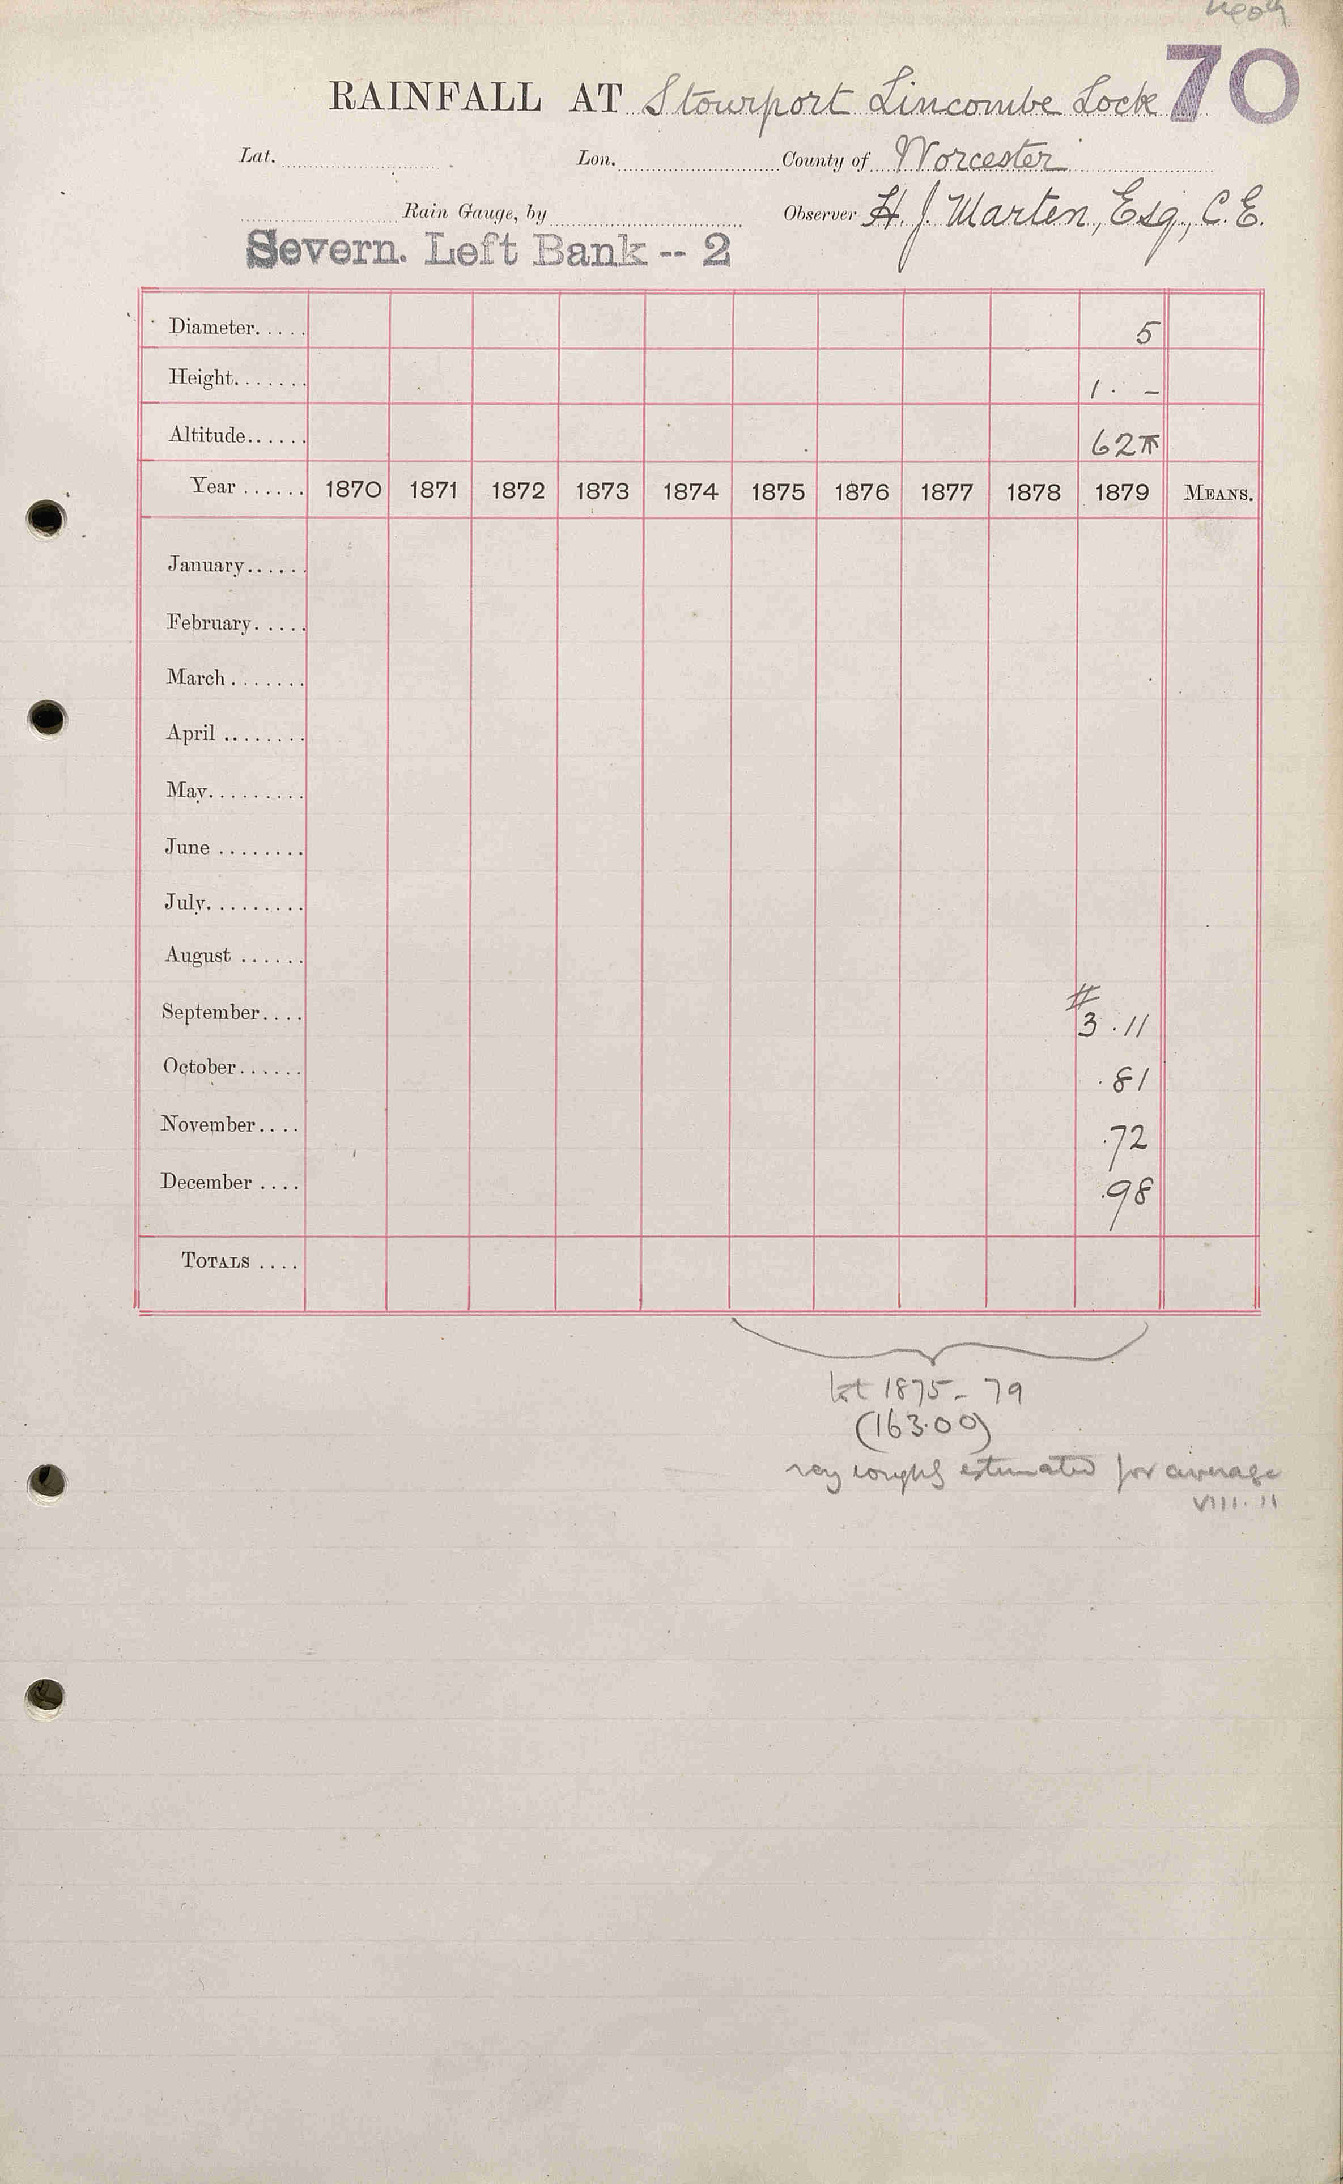 70
RAINFALL AT Stourport Lincombe Lock
Lat. Lon. County of Worcester
Rain Gauge, by Observer H. J. Marten, Esq., C. E.
Severn. Left Bank -- 2
Diameter..... 5
Height....... 1 . –
Altitude...... 62
Year ...... 1870 1871 1872 1873 1874 1875 1876 1877 1878 1879 MEANS.
January......
February.....
March .......
April ........
May.........
June ........
July.........
August ......
#
September.... 3 . 11
October...... .81
November.... .72
December .... .98
TOTALS ....
tot 1875 - 79
(163.00)
very roughly estimated for average
VIII. 11